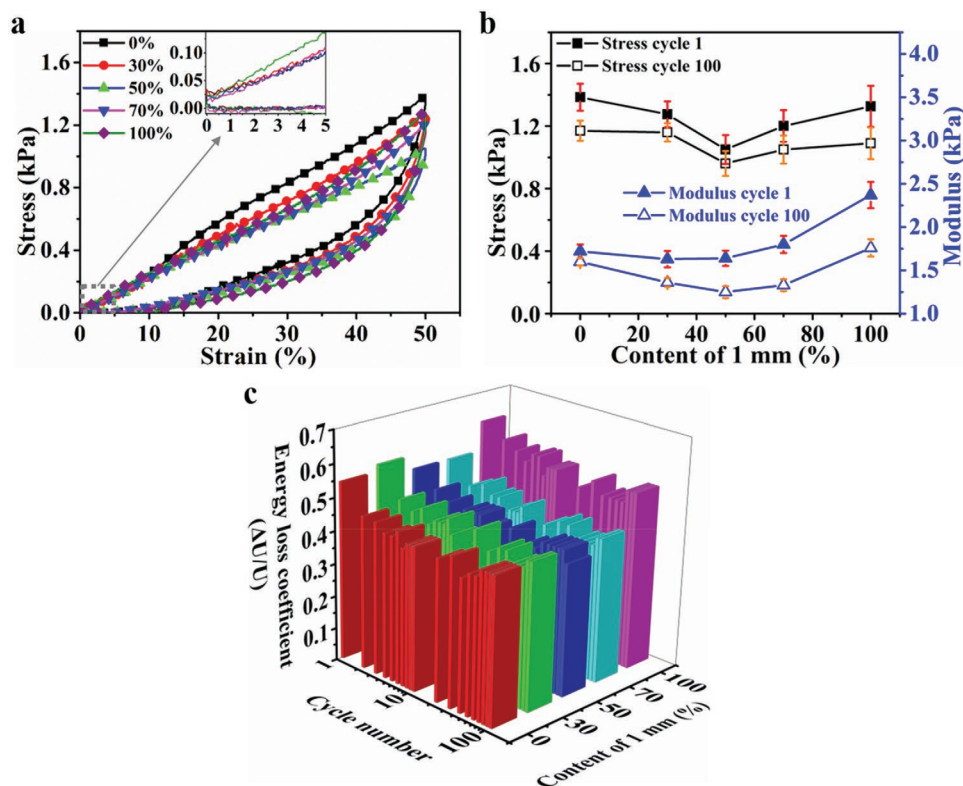 a
1.6
1.2
0.8
0.4
0.0
Stress (kPa)
0 10 20 30 40 50
Strain (%)
0%
30%
50%
70%
100%
0.10
0.05
0.00
0 1 2 3 4 5
b
1.6
1.2
0.8
0.4
0.0
Stress (kPa)
Stress cycle 1
Stress cycle 100
Modulus cycle 1
Modulus cycle 100
0 20 40 60 80 100
Content of 1 mm (%)
4.0
3.5
3.0
2.5
2.0
1.5
1.0
Modulus (kPa)
c
0.7
0.6
0.5
0.4
0.3
0.2
0.1
Energy loss coefficient
(ΔU/U)
1
10
100
Cycle number
0
30
50
70
100
Content of 1 mm (%)